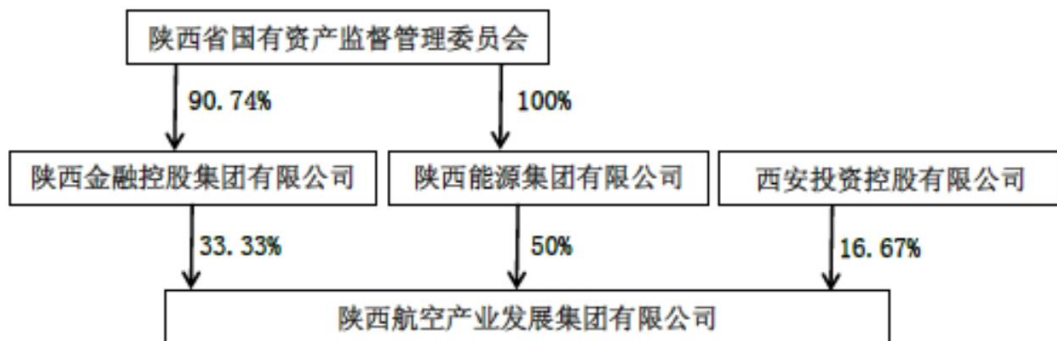 陕西省国有资产监督管理委员会
90.74%
100%
陕西金融控股集团有限公司
陕西能源集团有限公司
西安投资控股有限公司
33.33%
50%
16.67%
陕西航空产业发展集团有限公司